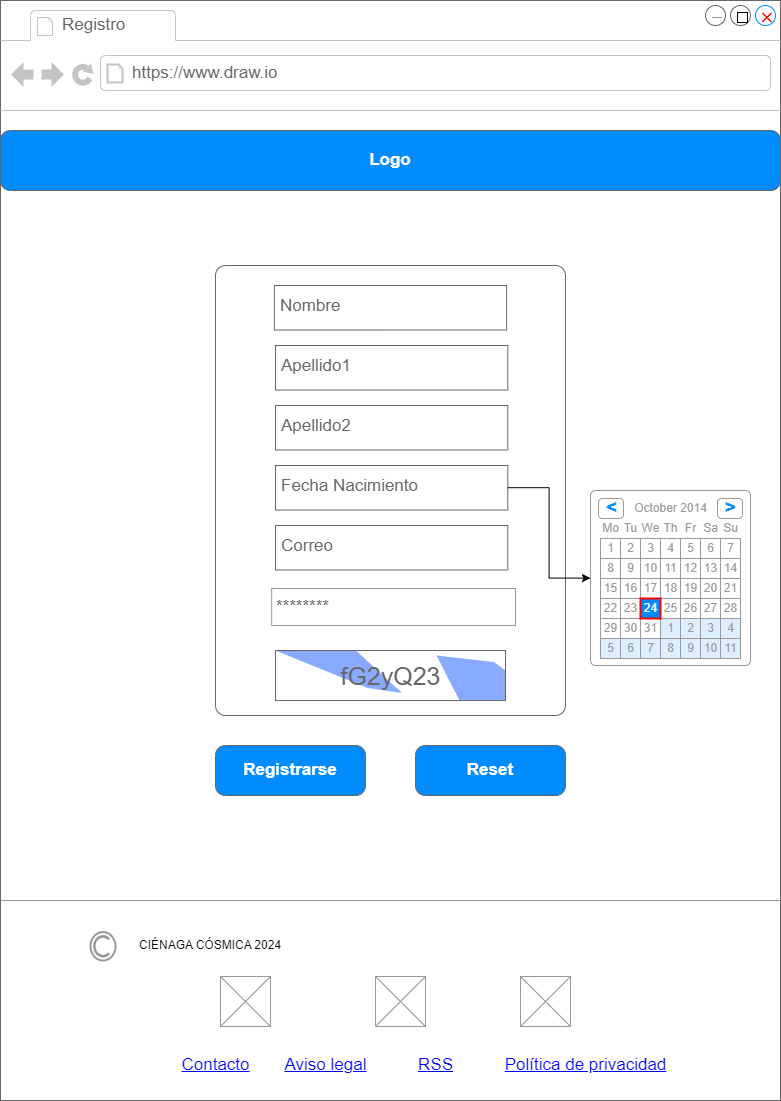 Registro
https://www.draw.io
Logo
Nombre
Apellido1
Apellido2
Fecha Nacimiento
Correo
********
fG2yQ23
< October 2014 >
Mo Tu We Th Fr Sa Su
1 2 3 4 5 6 7
8 9 10 11 12 13 14
15 16 17 18 19 20 21
22 23 24 25 26 27 28
29 30 31 1 2 3 4
5 6 7 8 9 10 11
Registrarse Reset
© CIÉNAGA CÓSMICA 2024
Contacto Aviso legal RSS Política de privacidad